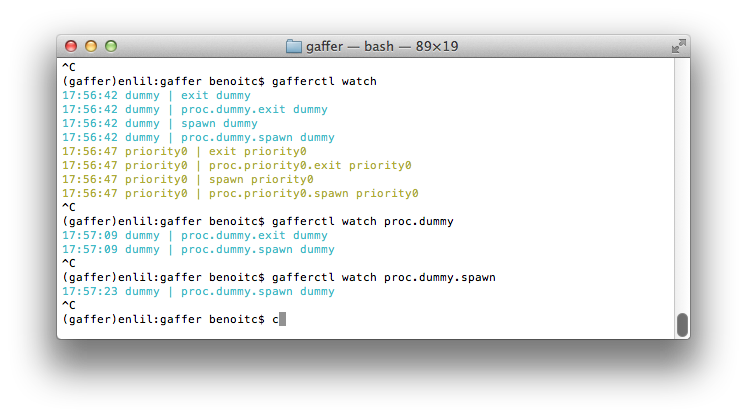 gaffer — bash — 89×19
^C
(gaffer)enlil:gaffer benoitc$ gafferctl watch
17:56:42 dummy | exit dummy
17:56:42 dummy | proc.dummy.exit dummy
17:56:42 dummy | spawn dummy
17:56:42 dummy | proc.dummy.spawn dummy
17:56:47 priority0 | exit priority0
17:56:47 priority0 | proc.priority0.exit priority0
17:56:47 priority0 | spawn priority0
17:56:47 priority0 | proc.priority0.spawn priority0
^C
(gaffer)enlil:gaffer benoitc$ gafferctl watch proc.dummy
17:57:09 dummy | proc.dummy.exit dummy
17:57:09 dummy | proc.dummy.spawn dummy
^C
(gaffer)enlil:gaffer benoitc$ gafferctl watch proc.dummy.spawn
17:57:23 dummy | proc.dummy.spawn dummy
^C
(gaffer)enlil:gaffer benoitc$ c